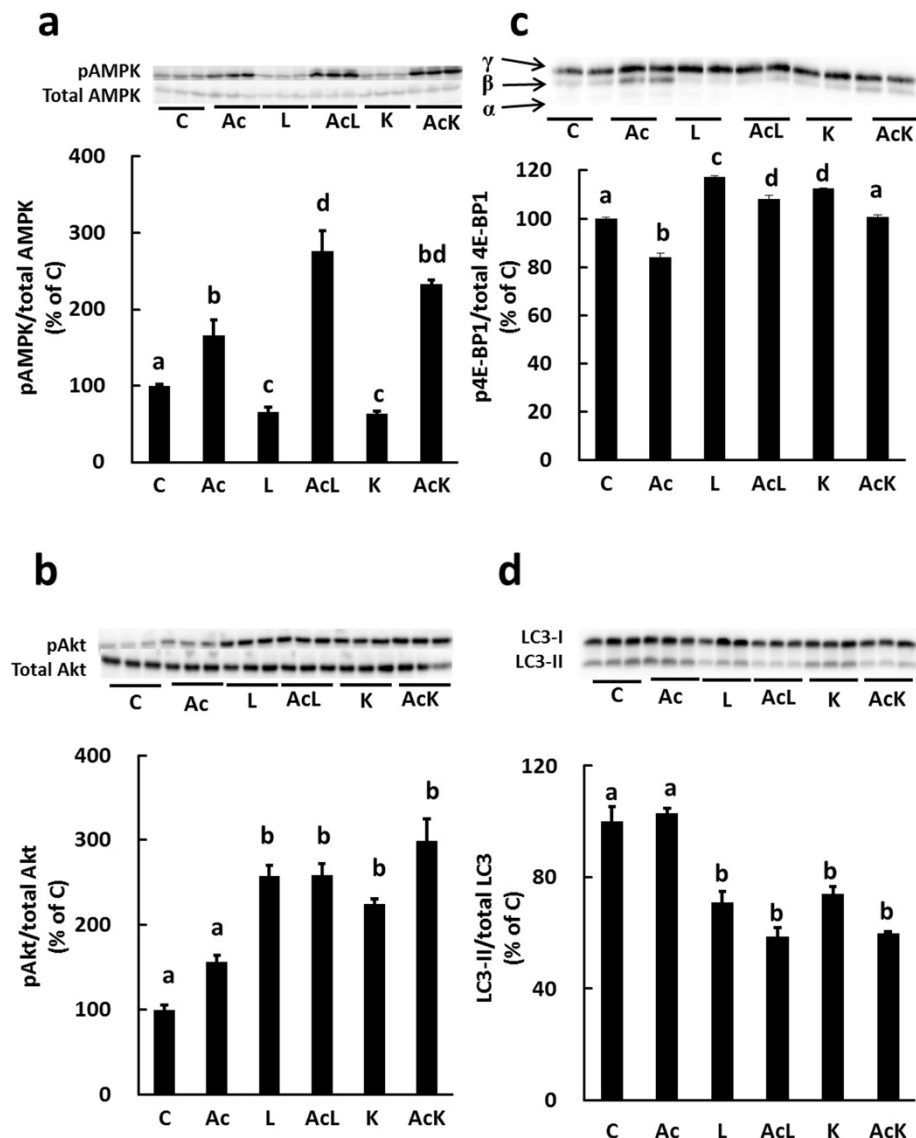 a
pAMPK
Total AMPK
C Ac L AcL K AcK
pAMPK/total AMPK
(% of C)
400
300
200
100
0
a b c d c bd
C Ac L AcL K AcK
c
γ
β
α
C Ac L AcL K AcK
p4E-BP1/total 4E-BP1
(% of C)
120
100
80
60
40
20
0
a b c d d a
C Ac L AcL K AcK
b
pAkt
Total Akt
C Ac L AcL K AcK
pAkt/total Akt
(% of C)
400
300
200
100
0
a a b b b b
C Ac L AcL K AcK
d
LC3-I
LC3-II
C Ac L AcL K AcK
LC3-II/total LC3
(% of C)
120
80
40
0
a a b b b b
C Ac L AcL K AcK